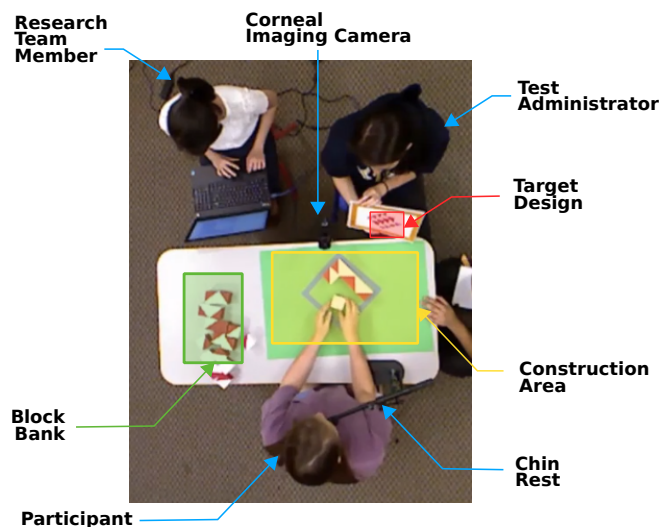 Research
Team
Member
Corneal
Imaging Camera
Test
Administrator
Target
Design
Construction
Area
Block
Bank
Chin
Rest
Participant